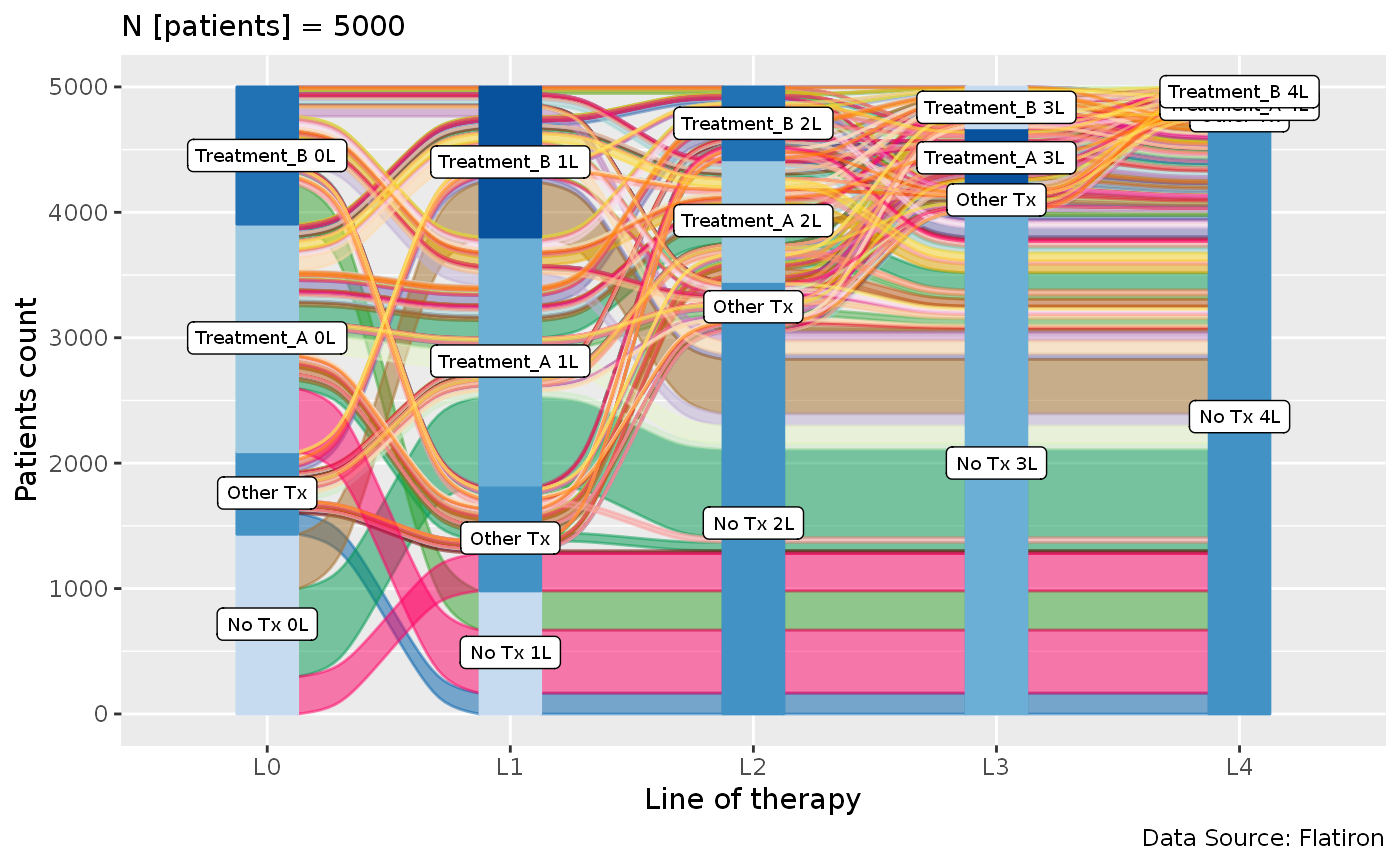 N [patients] = 5000
Patients count
5000
4000
3000
2000
1000
0
Treatment_B 0L
Treatment_A 0L
Other Tx
No Tx 0L
Treatment_B 1L
Treatment_A 1L
Other Tx
No Tx 1L
Treatment_B 2L
Treatment_A 2L
Other Tx
No Tx 2L
Treatment_B 3L
Treatment_A 3L
Other Tx
No Tx 3L
Treatment_B 4L
No Tx 4L
L0 L1 L2 L3 L4
Line of therapy
Data Source: Flatiron